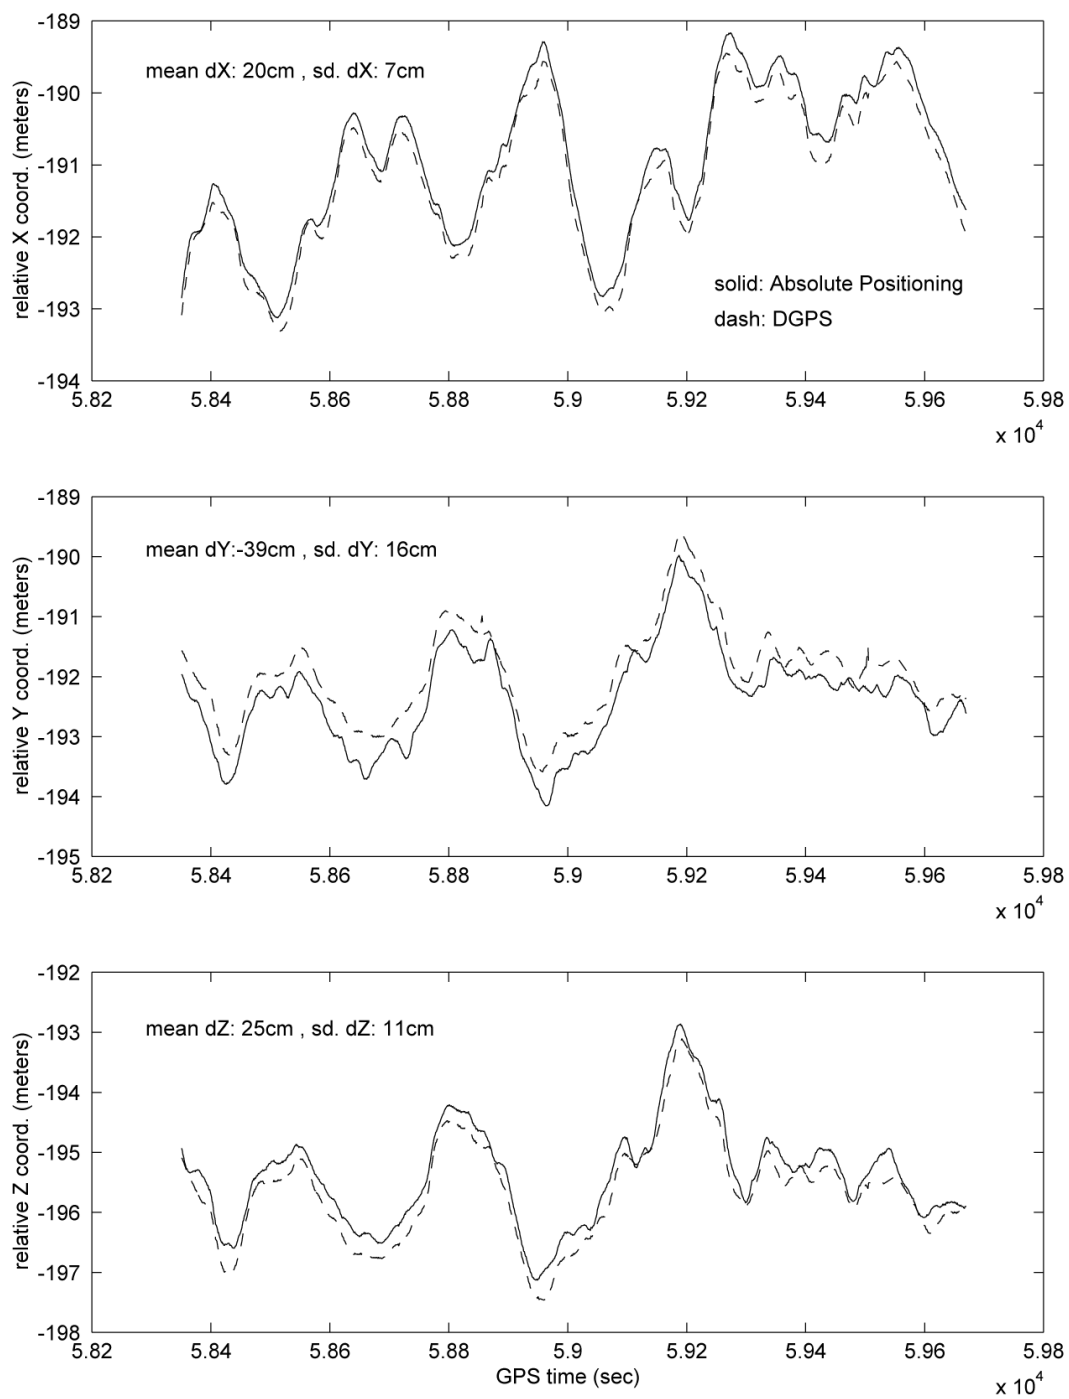 -189
mean dX: 20cm , sd. dX: 7cm
-190
-191
-192
solid: Absolute Positioning
-193
dash: DGPS
-194
relative X coord. (meters)
5.82 5.84 5.86 5.88 5.9 5.92 5.94 5.96 5.98
x 10^4
-189
mean dY:-39cm , sd. dY: 16cm
-190
-191
-192
-193
-194
-195
relative Y coord. (meters)
5.82 5.84 5.86 5.88 5.9 5.92 5.94 5.96 5.98
x 10^4
-192
mean dZ: 25cm , sd. dZ: 11cm
-193
-194
-195
-196
-197
-198
relative Z coord. (meters)
5.82 5.84 5.86 5.88 5.9 5.92 5.94 5.96 5.98
GPS time (sec)
x 10^4